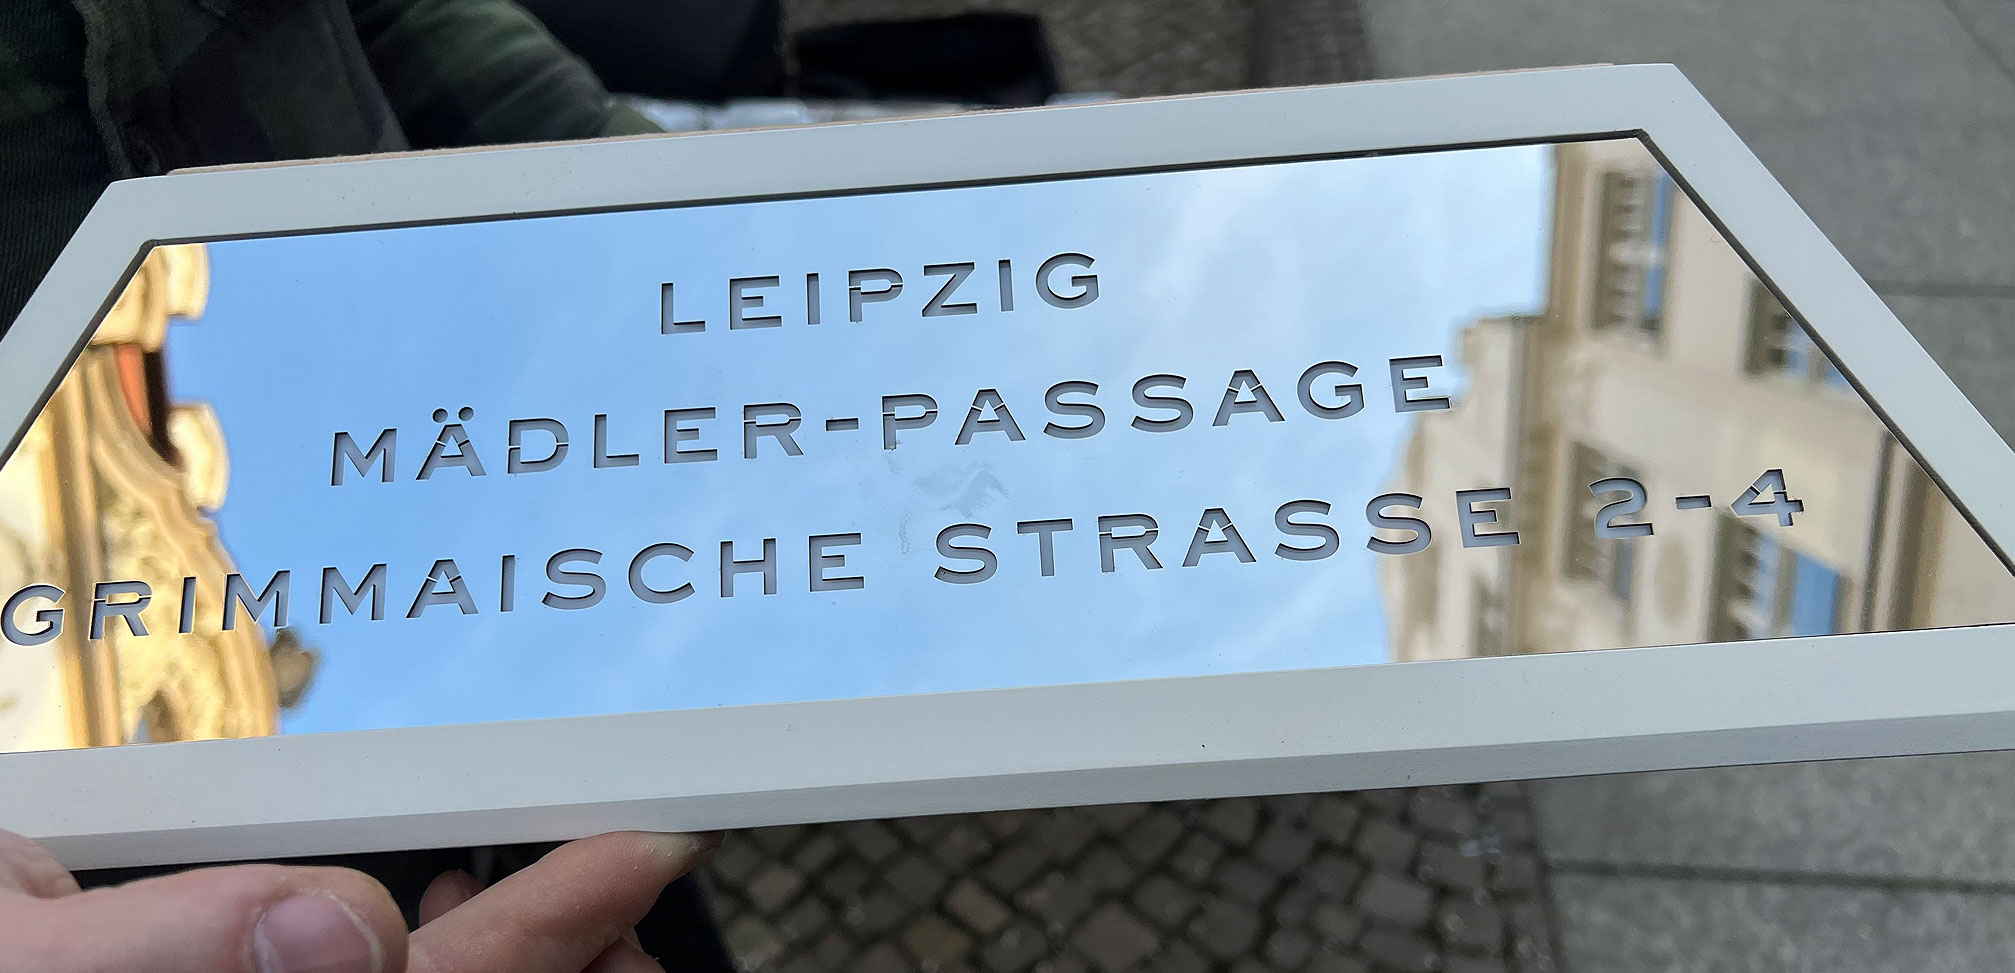 LEIPZIG
MÄDLER-PASSAGE
GRIMMAISCHE STRASSE 2-4